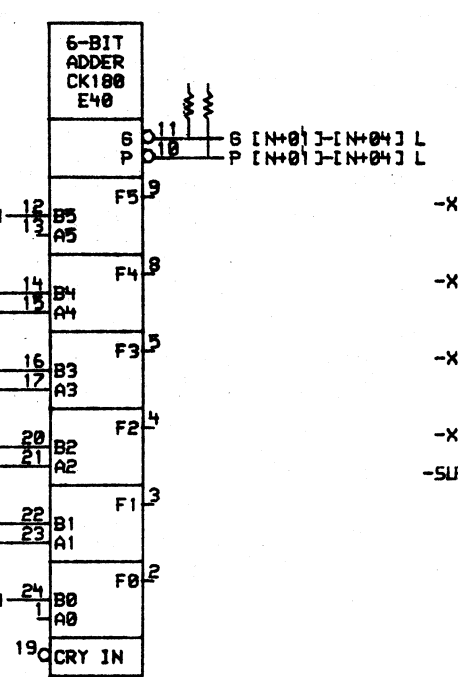 6-BIT
ADDER
CK180
E40
G 11 G [N+01]-[N+04] L
P 10 P [N+01]-[N+04] L
F5 9
12 B5 -X
13 A5
F4 8
14 B4 -X
15 A4
F3 5
16 B3 -X
17 A3
F2 4
20 B2 -X
21 A2 -SL
F1 3
22 B1
23 A1
F0 2
24 B0
1 A0
19 CRY IN